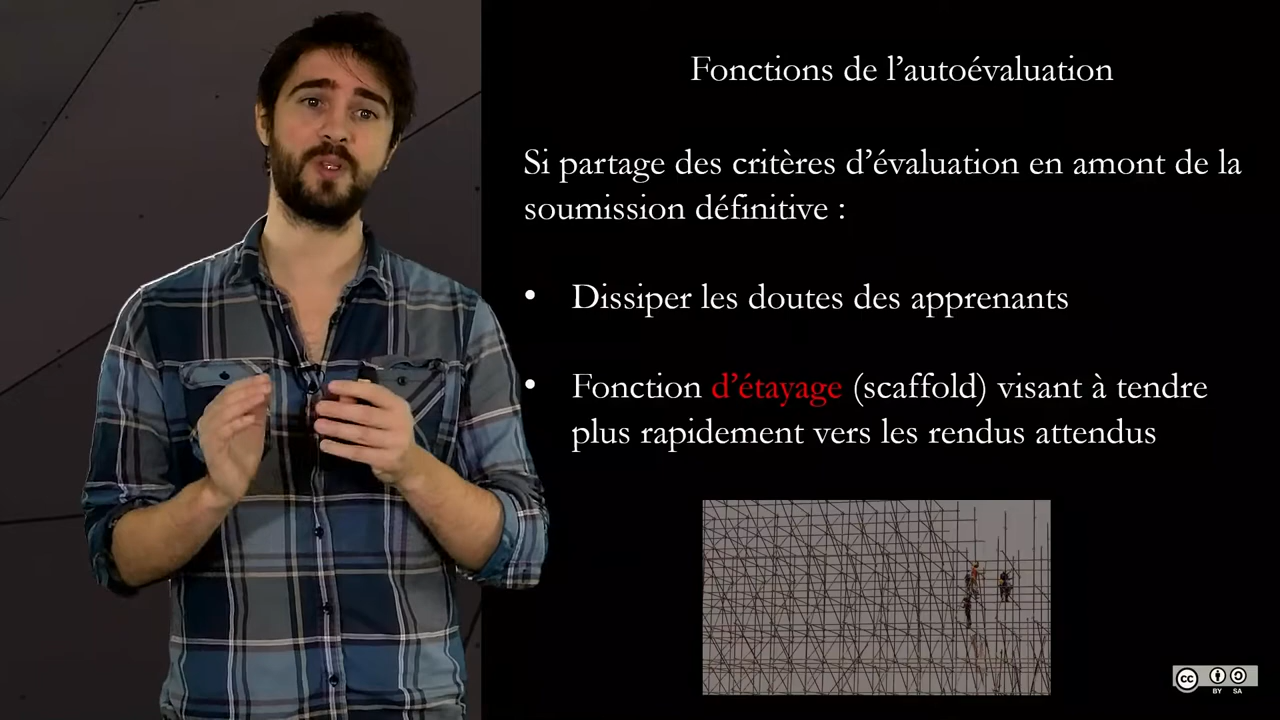 Fonctions de l’autoévaluation
Si partage des critères d’évaluation en amont de la
soumission définitive :
• Dissiper les doutes des apprenants
• Fonction d’étayage (scaffold) visant à tendre
plus rapidement vers les rendus attendus
cc
BY SA